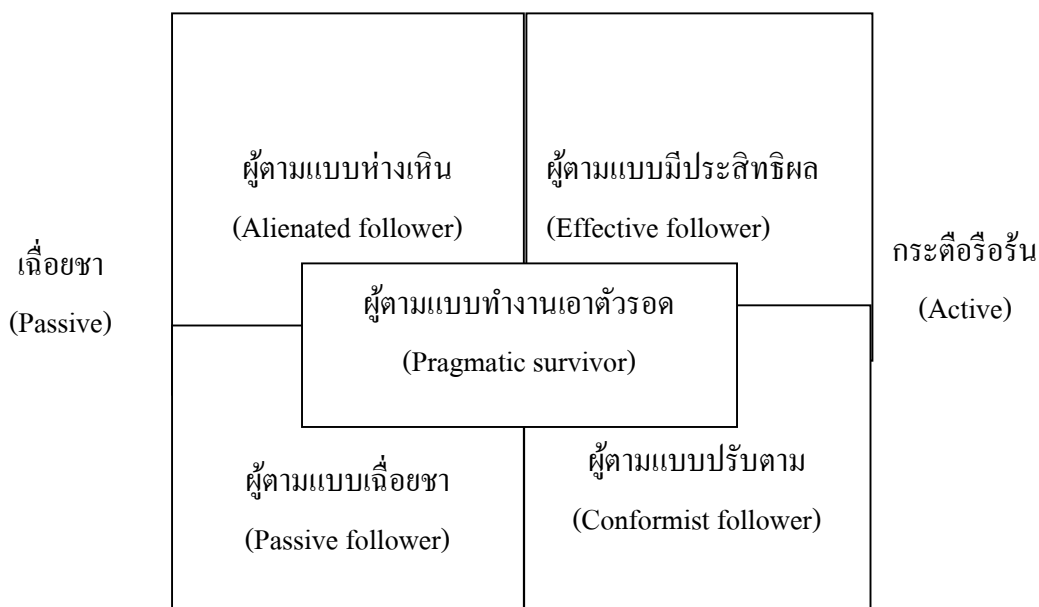 ผู้ตามแบบห่างเหิน
(Alienated follower)
ผู้ตามแบบมีประสิทธิผล
(Effective follower)
เฉื่อยชา
(Passive)
กระตือรือร้น
(Active)
ผู้ตามแบบทำงานเอาตัวรอด
(Pragmatic survivor)
ผู้ตามแบบเฉื่อยชา
(Passive follower)
ผู้ตามแบบปรับตาม
(Conformist follower)